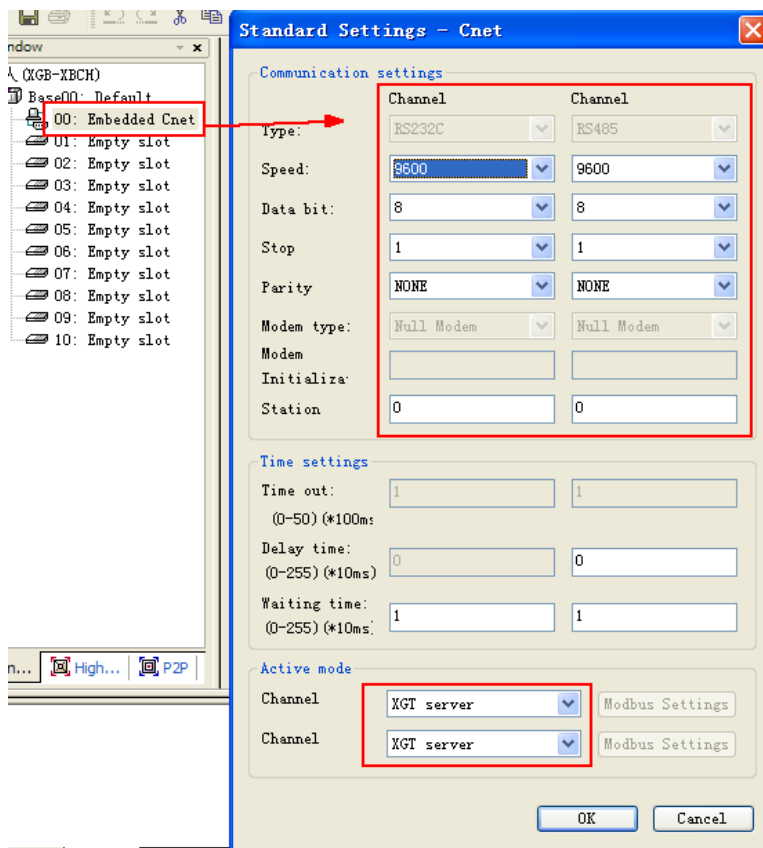 ndow
(XGB-XBCH)
Base00: Default
00: Embedded Cnet
01: Empty slot
02: Empty slot
03: Empty slot
04: Empty slot
05: Empty slot
06: Empty slot
07: Empty slot
08: Empty slot
09: Empty slot
10: Empty slot
High...
P2P
Standard Settings - Cnet
Communication settings
Channel Channel
Type: RS232C RS485
Speed: 9600 9600
Data bit: 8 8
Stop 1 1
Parity NONE NONE
Modem type: Null Modem Null Modem
Modem
Initializa
Station 0 0
Time settings
Time out: 1 1
(0-50)(*100ms
Delay time: 0 0
(0-255)(*10ms)
Waiting time: 1 1
(0-255)(*10ms)
Active mode
Channel XGT server Modbus Settings
Channel XGT server Modbus Settings
OK Cancel